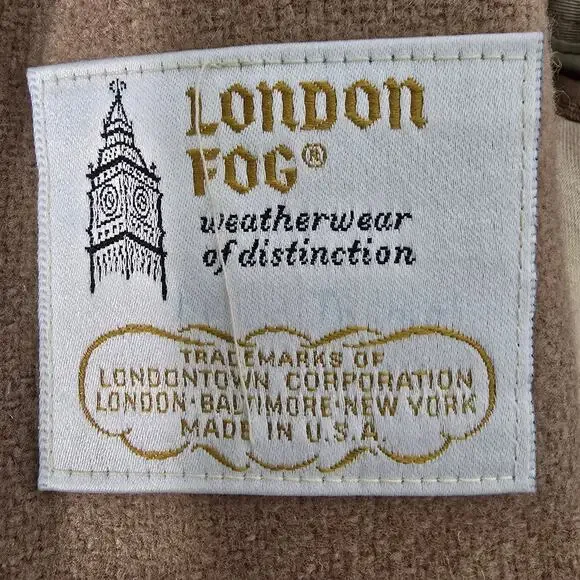 LONDON
FOG®
weatherwear
of distinction
TRADEMARKS OF
LONDONTOWN CORPORATION
LONDON·BALTIMORE·NEW YORK
MADE IN U.S.A.